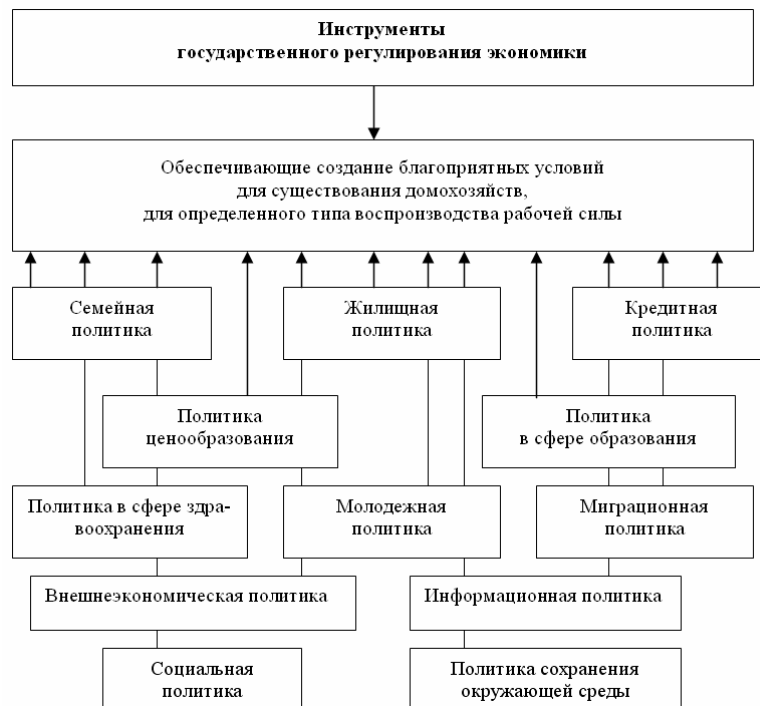 Инструменты
государственного регулирования экономики
Обеспечивающие создание благоприятных условий
для существования домохозяйств,
для определенного типа воспроизводства рабочей силы
Семейная
политика
Жилищная
политика
Кредитная
политика
Политика
ценообразования
Политика
в сфере образования
Политика в сфере здра-
воохранения
Молодежная
политика
Миграционная
политика
Внешнеэкономическая политика
Информационная политика
Социальная
политика
Политика сохранения
окружающей среды